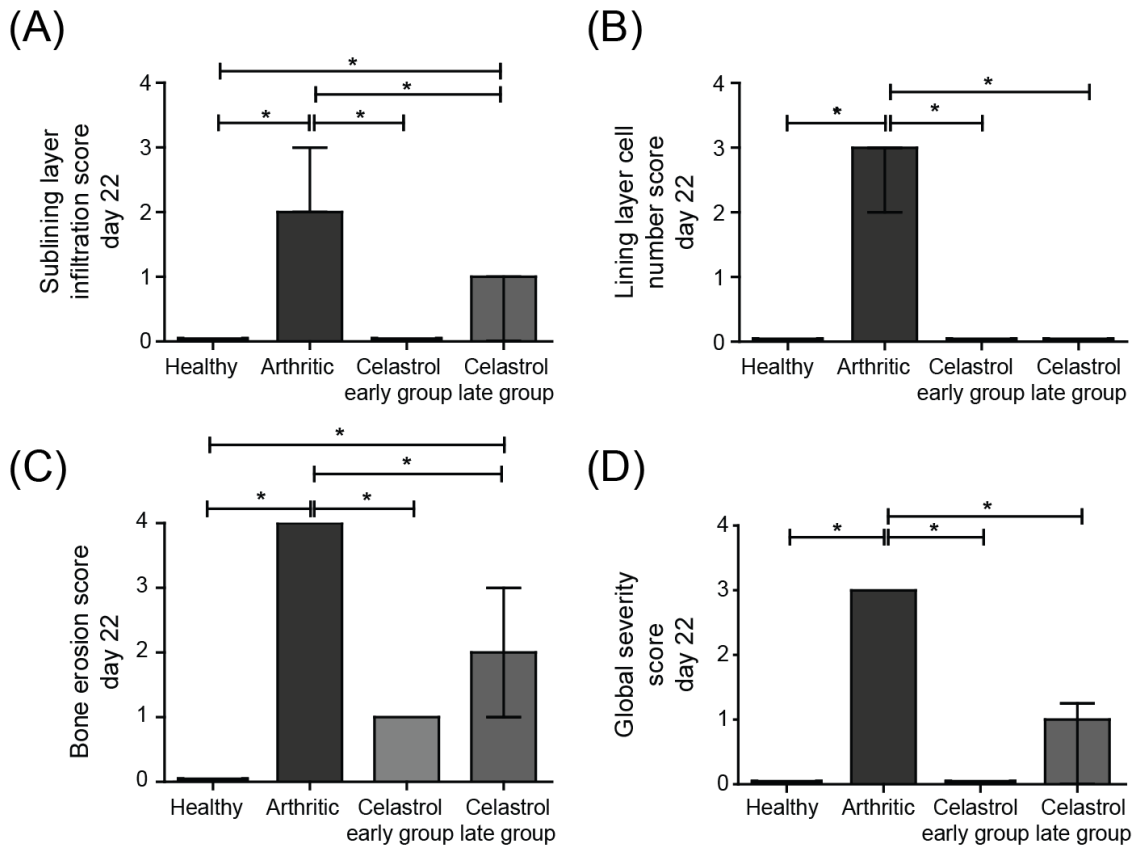 (A)
Sublining layer
infiltration score
day 22
4
3
2
1
0
*
*
*
*
Healthy
Arthritic
Celastrol
early group
Celastrol
late group
(B)
Lining layer cell
number score
day 22
4
3
2
1
0
*
*
*
Healthy
Arthritic
Celastrol
early group
Celastrol
late group
(C)
Bone erosion score
day 22
4
3
2
1
0
*
*
*
*
Healthy
Arthritic
Celastrol
early group
Celastrol
late group
(D)
Global severity
score
day 22
4
3
2
1
0
*
*
*
Healthy
Arthritic
Celastrol
early group
Celastrol
late group